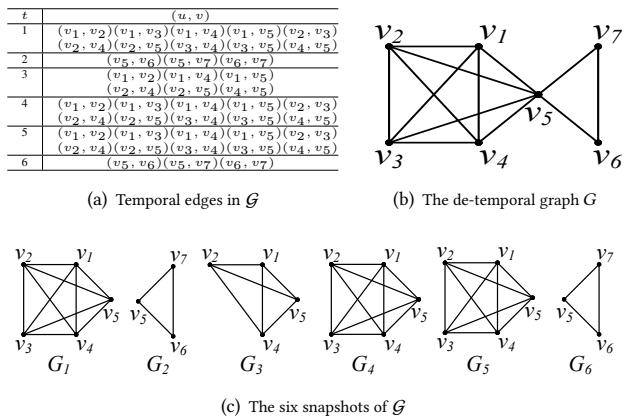 t (u, v)
1 (v1, v2)(v1, v3)(v1, v4)(v1, v5)(v2, v3)
(v2, v4)(v2, v5)(v3, v4)(v3, v5)(v4, v5)
2 (v5, v6)(v5, v7)(v6, v7)
3 (v1, v2)(v1, v4)(v1, v5)
(v2, v4)(v2, v5)(v4, v5)
4 (v1, v2)(v1, v3)(v1, v4)(v1, v5)(v2, v3)
(v2, v4)(v2, v5)(v3, v4)(v3, v5)(v4, v5)
5 (v1, v2)(v1, v3)(v1, v4)(v1, v5)(v2, v3)
(v2, v4)(v2, v5)(v3, v4)(v3, v5)(v4, v5)
6 (v5, v6)(v5, v7)(v6, v7)
(a) Temporal edges in 𝒢
v2 v1 v7
v5
v3 v4 v6
(b) The de-temporal graph G
v2 v1 v7 v2 v1 v2 v1 v2 v1 v7
v5 v5 v5 v5 v5 v5
v3 v4 v6 v4 v3 v4 v3 v4 v6
G1 G2 G3 G4 G5 G6
(c) The six snapshots of 𝒢